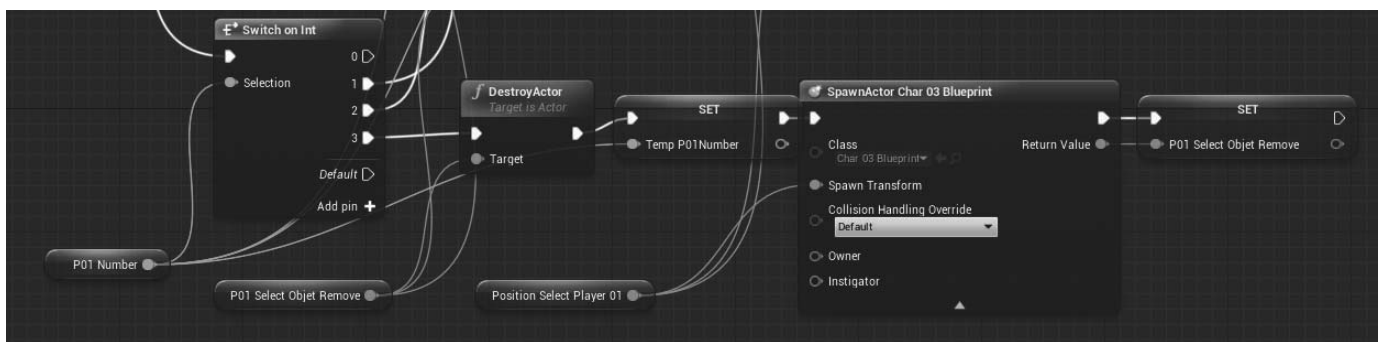 Switch on Int
0
Selection
1
2
3
Default
Add pin
P01 Number
P01 Select Objet Remove
DestroyActor
Target is Actor
Target
SET
Temp P01Number
Position Select Player 01
SpawnActor Char 03 Blueprint
Class
Char 03 Blueprint
Return Value
Spawn Transform
Collision Handling Override
Default
Owner
Instigator
SET
P01 Select Objet Remove